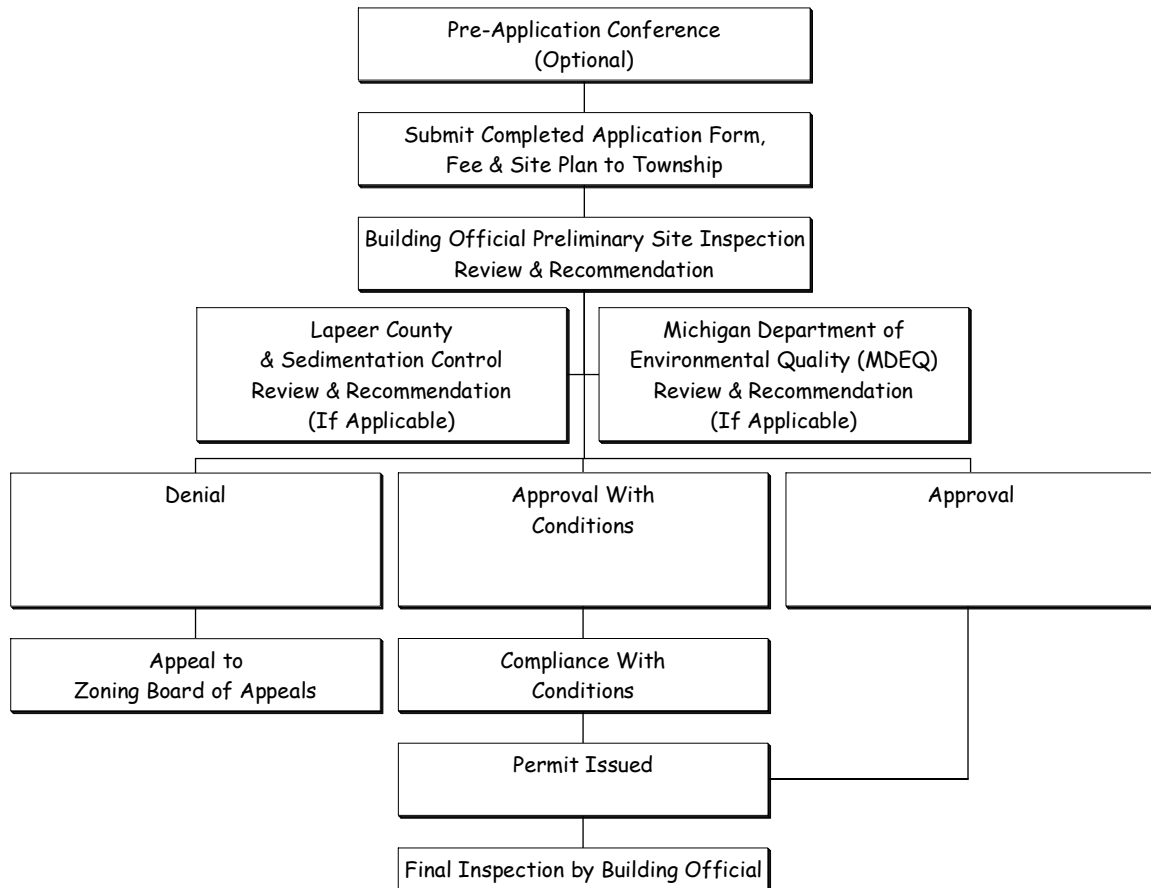 Pre-Application Conference
(Optional)
Submit Completed Application Form,
Fee & Site Plan to Township
Building Official Preliminary Site Inspection
Review & Recommendation
Lapeer County
& Sedimentation Control
Review & Recommendation
(If Applicable)
Michigan Department of
Environmental Quality (MDEQ)
Review & Recommendation
(If Applicable)
Denial
Approval With
Conditions
Approval
Appeal to
Zoning Board of Appeals
Compliance With
Conditions
Permit Issued
Final Inspection by Building Official